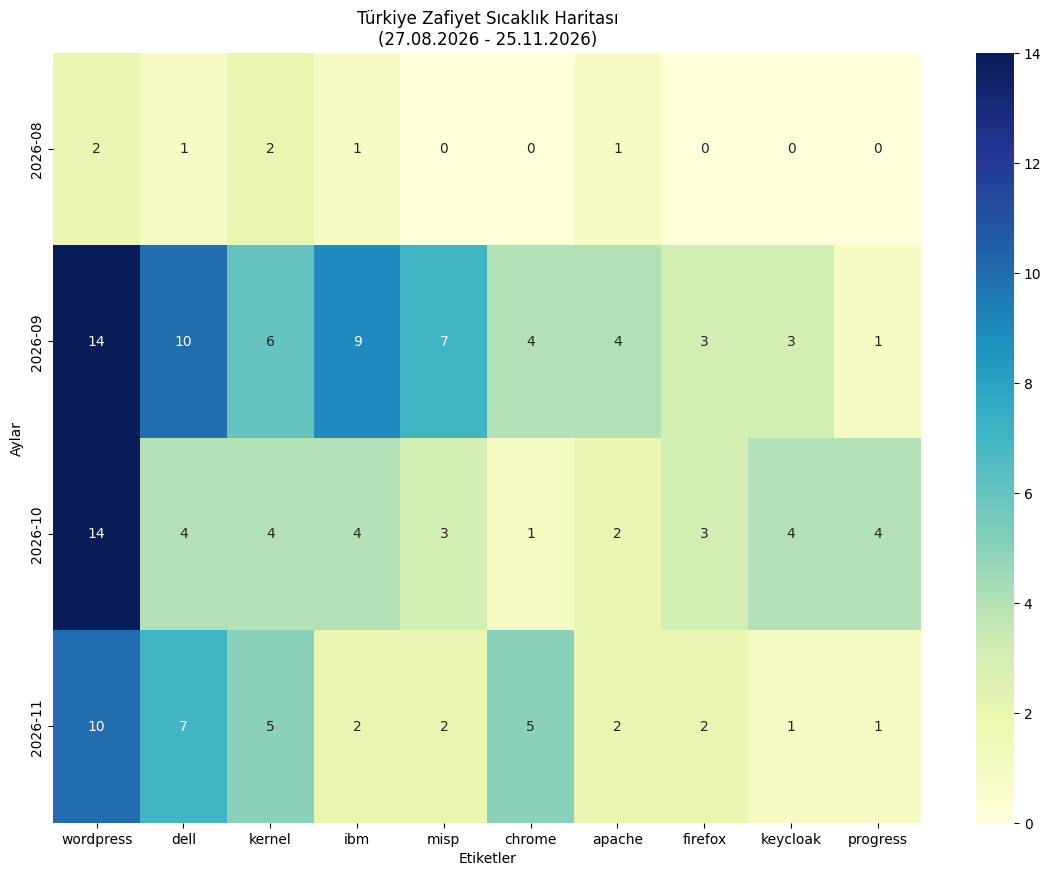 Türkiye Zafiyet Sıcaklık Haritası
(27.08.2026 - 25.11.2026)
14
12
10
8
6
4
2
0
Aylar
2026-08
2 1 2 1 0 0 1 0 0 0
2026-09
14 10 6 9 7 4 4 3 3 1
2026-10
14 4 4 4 3 1 2 3 4 4
2026-11
10 7 5 2 2 5 2 2 1 1
wordpress dell kernel ibm misp chrome apache firefox keycloak progress
Etiketler